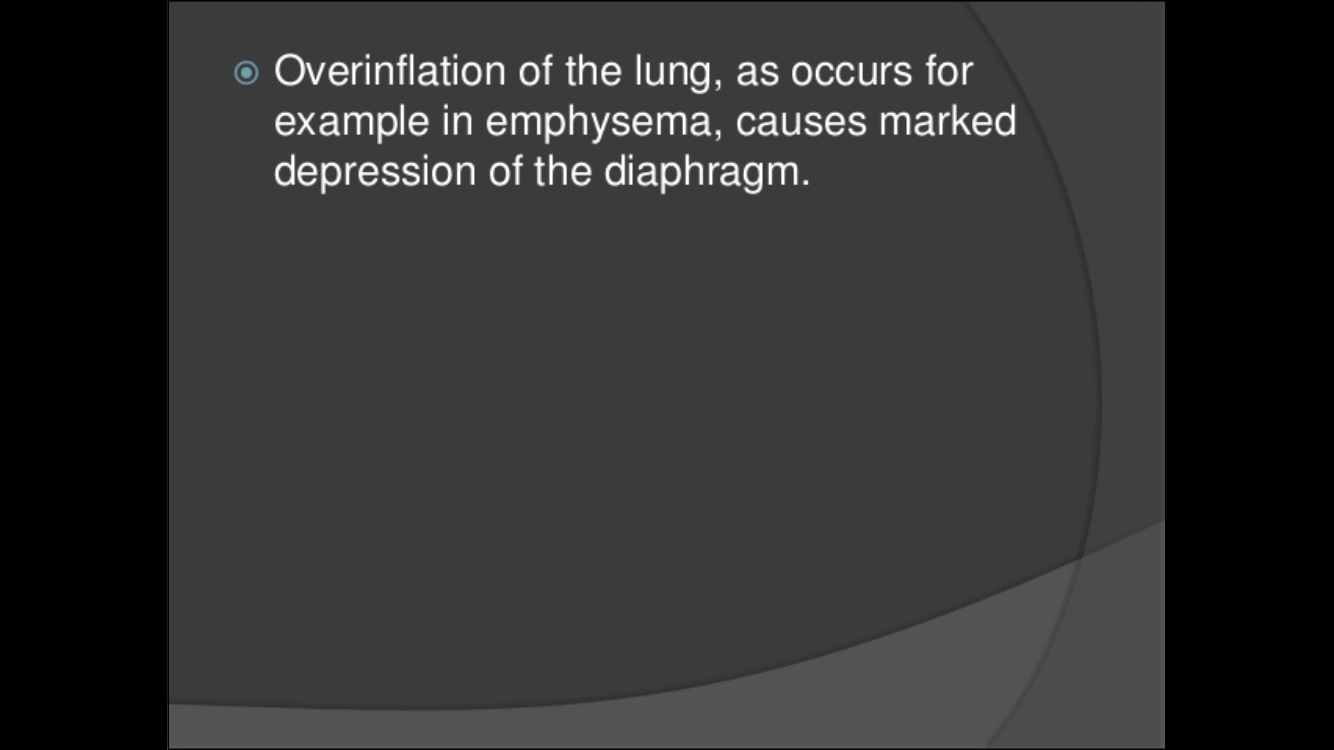 Overinflation of the lung, as occurs for
example in emphysema, causes marked
depression of the diaphragm.